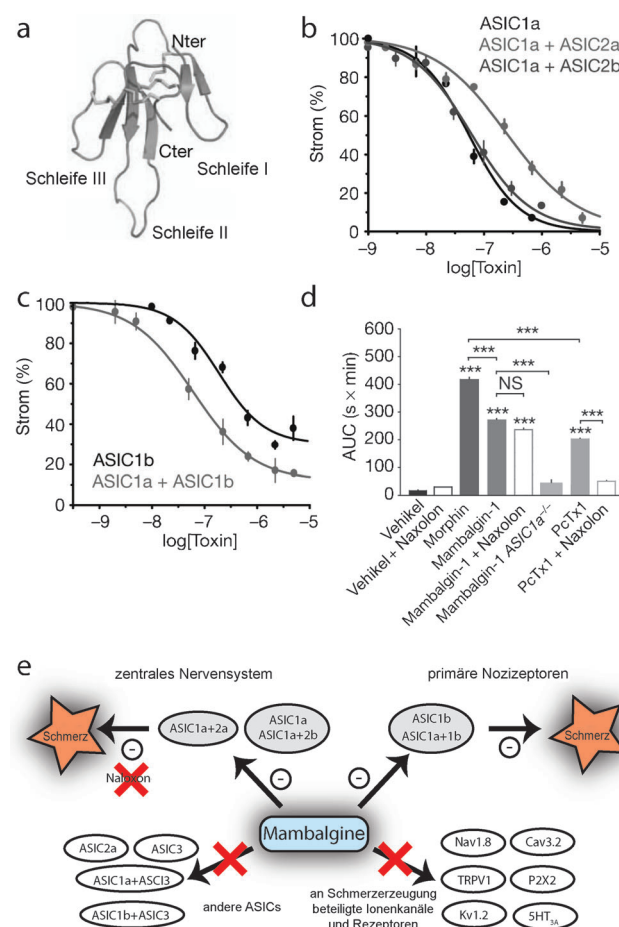 a
Nter
Cter
Schleife I
Schleife III
Schleife II
b
ASIC1a
ASIC1a + ASIC2a
ASIC1a + ASIC2b
Strom (%)
100
80
60
40
20
0
−9
−8
−7
−6
−5
log[Toxin]
c
Strom (%)
100
80
60
40
20
0
ASIC1b
ASIC1a + ASIC1b
−9
−8
−7
−6
−5
log[Toxin]
d
AUC (s × min)
600
500
400
300
200
100
0
***
***
***
NS
***
***
***
***
***
***
Vehikel
Vehikel + Naxolon
Morphin
Mambalgin-1
Mambalgin-1 + Naxolon
Mambalgin-1 ASIC1a−/−
PcTx1
PcTx1 + Naxolon
e
zentrales Nervensystem
primäre Nozizeptoren
Schmerz
-
Naloxon
ASIC1a+2a
ASIC1a
ASIC1a+2b
-
ASIC1b
ASIC1a+1b
-
-
Schmerz
Mambalgine
ASIC2a
ASIC3
ASIC1a+ASCI3
ASIC1b+ASIC3
andere ASICs
an Schmerzerzeugung
beteiligte Ionenkanäle
und Rezeptoren
Nav1.8
Cav3.2
TRPV1
P2X2
Kv1.2
5HT3A